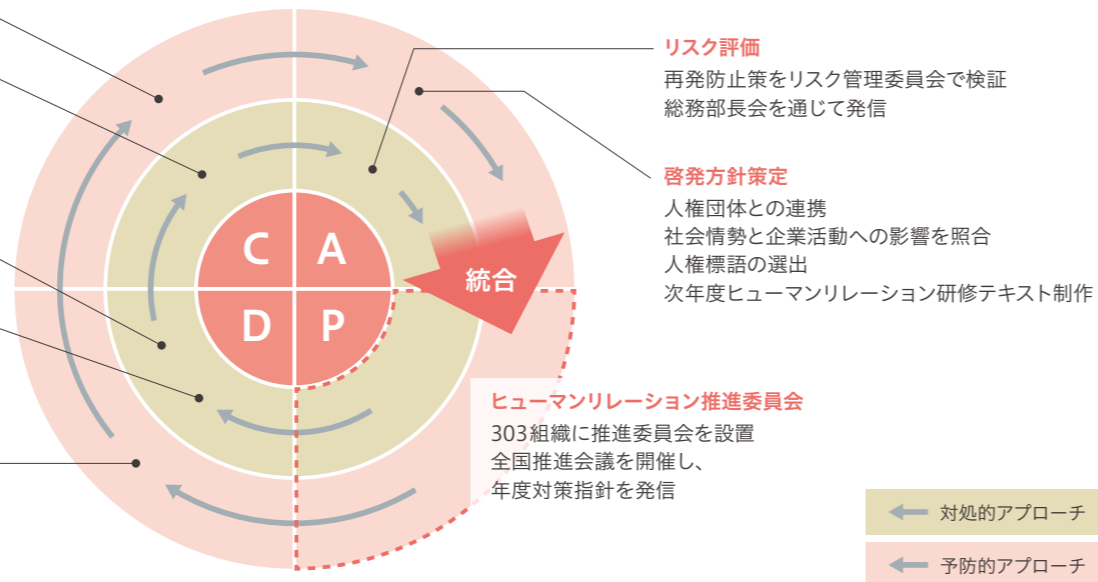 リスク評価
再発防止策をリスク管理委員会で検証
総務部長会を通じて発信
啓発方針策定
人権団体との連携
社会情勢と企業活動への影響を照合
人権標語の選出
次年度ヒューマンリレーション研修テキスト制作
C A
D P
統合
ヒューマンリレーション推進委員会
303組織に推進委員会を設置
全国推進会議を開催し、
年度対策指針を発信
対処的アプローチ
予防的アプローチ